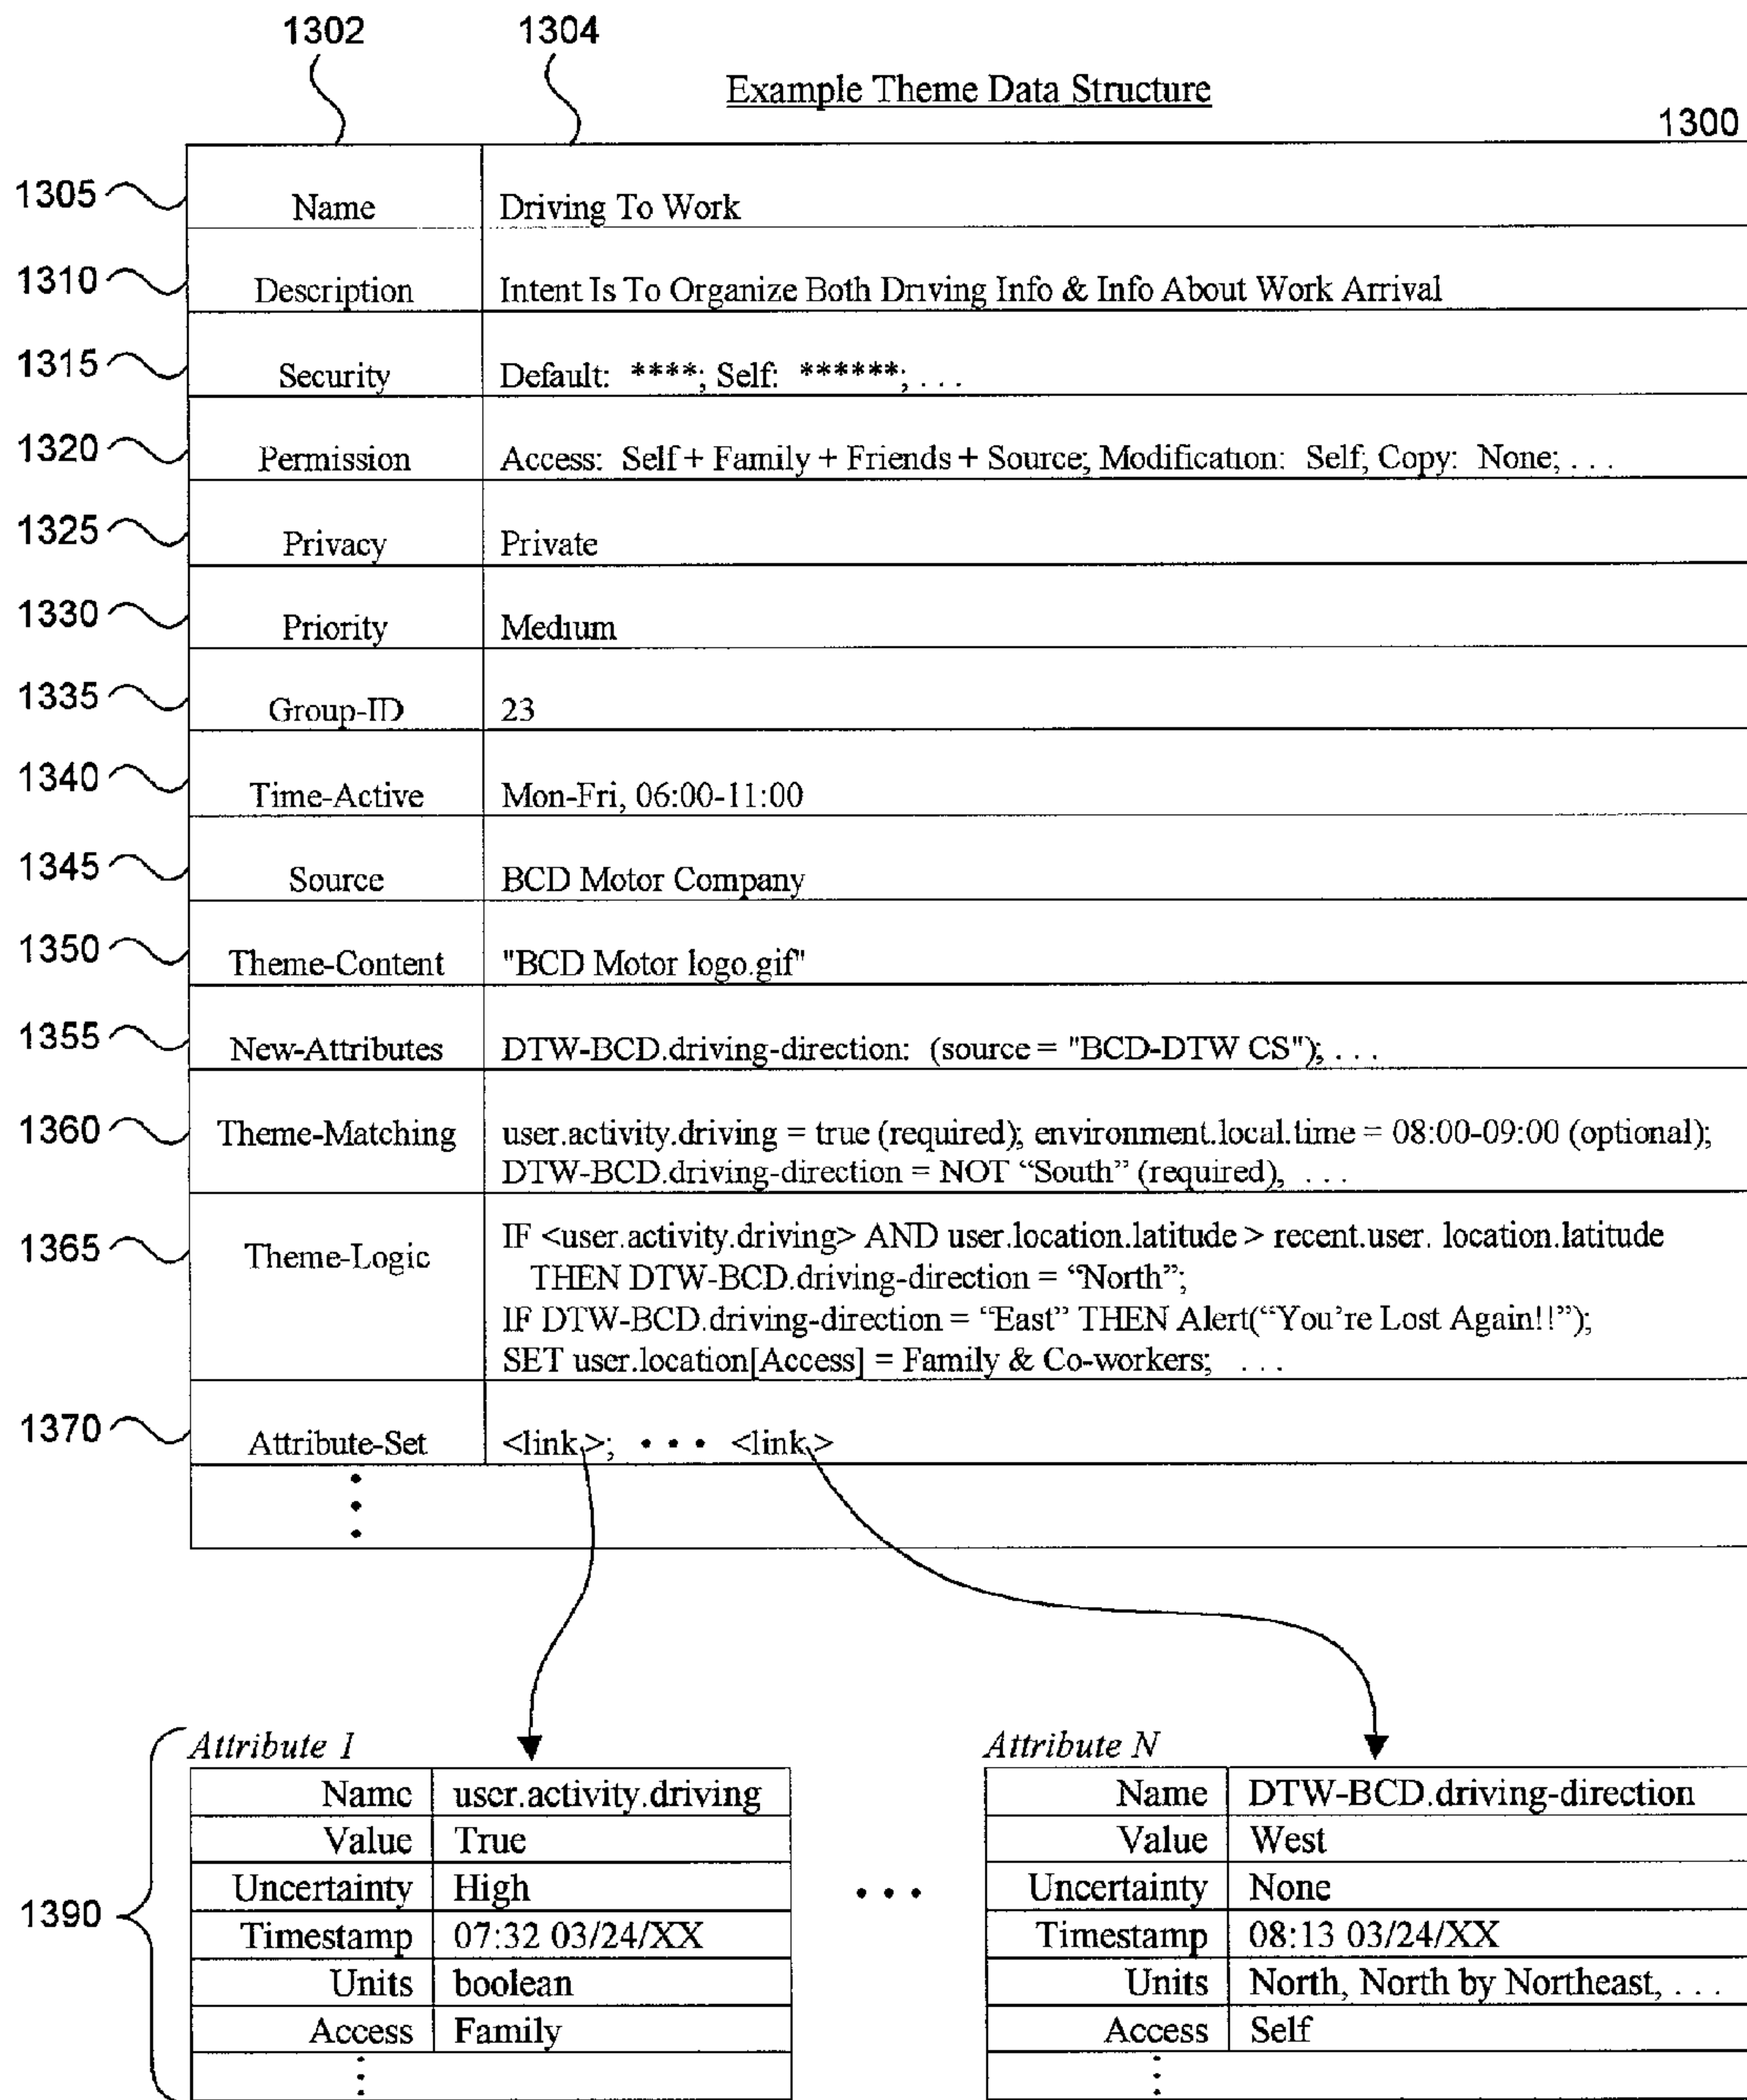 1302 1304
Example Theme Data Structure
1300
1305 Name Driving To Work
1310 Description Intent Is To Organize Both Driving Info & Info About Work Arrival
1315 Security Default: ****; Self: ******; . . .
1320 Permission Access: Self + Family + Friends + Source; Modification: Self; Copy: None; . . .
1325 Privacy Private
1330 Priority Medium
1335 Group-ID 23
1340 Time-Active Mon-Fri, 06:00-11:00
1345 Source BCD Motor Company
1350 Theme-Content "BCD Motor logo.gif"
1355 New-Attributes DTW-BCD.driving-direction: (source = "BCD-DTW CS"); . . .
1360 Theme-Matching user.activity.driving = true (required); environment.local.time = 08:00-09:00 (optional);
DTW-BCD.driving-direction = NOT “South” (required), . . .
1365 Theme-Logic IF <user.activity.driving> AND user.location.latitude > recent.user. location.latitude
THEN DTW-BCD.driving-direction = “North”;
IF DTW-BCD.driving-direction = “East” THEN Alert(“You’re Lost Again!!”);
SET user.location[Access] = Family & Co-workers; . . .
1370 Attribute-Set <link>; • • • <link>
1390
Attribute 1
Name user.activity.driving
Value True
Uncertainty High
Timestamp 07:32 03/24/XX
Units boolean
Access Family
• • •
Attribute N
Name DTW-BCD.driving-direction
Value West
Uncertainty None
Timestamp 08:13 03/24/XX
Units North, North by Northeast, . . .
Access Self